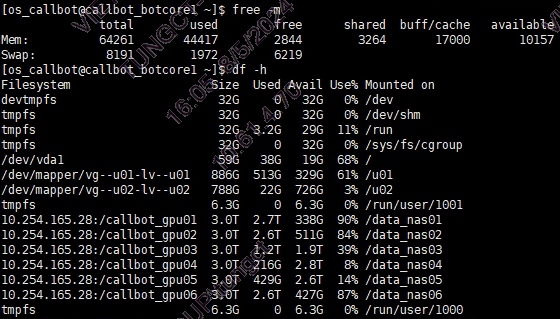 [os_callbot@callbot_botcore1 ~]$ free -m
total used free shared buff/cache available
Mem: 64261 44417 2844 3264 17000 10157
Swap: 8191 1972 6219
[os_callbot@callbot_botcore1 ~]$ df -h
Filesystem Size Used Avail Use% Mounted on
devtmpfs 32G 0 32G 0% /dev
tmpfs 32G 0 32G 0% /dev/shm
tmpfs 32G 3.2G 29G 11% /run
tmpfs 32G 0 32G 0% /sys/fs/cgroup
/dev/vda1 59G 38G 19G 68% /
/dev/mapper/vg--u01-lv--u01 886G 513G 329G 61% /u01
/dev/mapper/vg--u02-lv--u02 788G 22G 726G 3% /u02
tmpfs 6.3G 0 6.3G 0% /run/user/1001
10.254.165.28:/callbot_gpu01 3.0T 2.7T 338G 90% /data_nas01
10.254.165.28:/callbot_gpu02 3.0T 2.6T 511G 84% /data_nas02
10.254.165.28:/callbot_gpu03 3.0T 1.2T 1.9T 39% /data_nas03
10.254.165.28:/callbot_gpu04 3.0T 216G 2.8T 8% /data_nas04
10.254.165.28:/callbot_gpu05 3.0T 429G 2.6T 14% /data_nas05
10.254.165.28:/callbot_gpu06 3.0T 2.6T 427G 87% /data_nas06
tmpfs 6.3G 0 6.3G 0% /run/user/1000